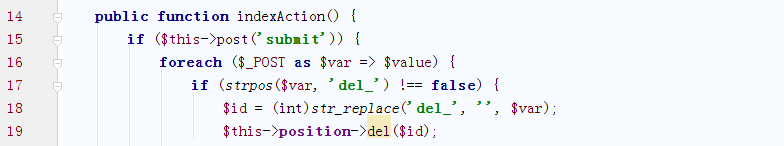 14 public function indexAction() {
15 if ($this->post('submit')) {
16 foreach ($_POST as $var => $value) {
17 if (strpos($var, 'del_') !== false) {
18 $id = (int)str_replace('del_', '', $var);
19 $this->position->del($id);